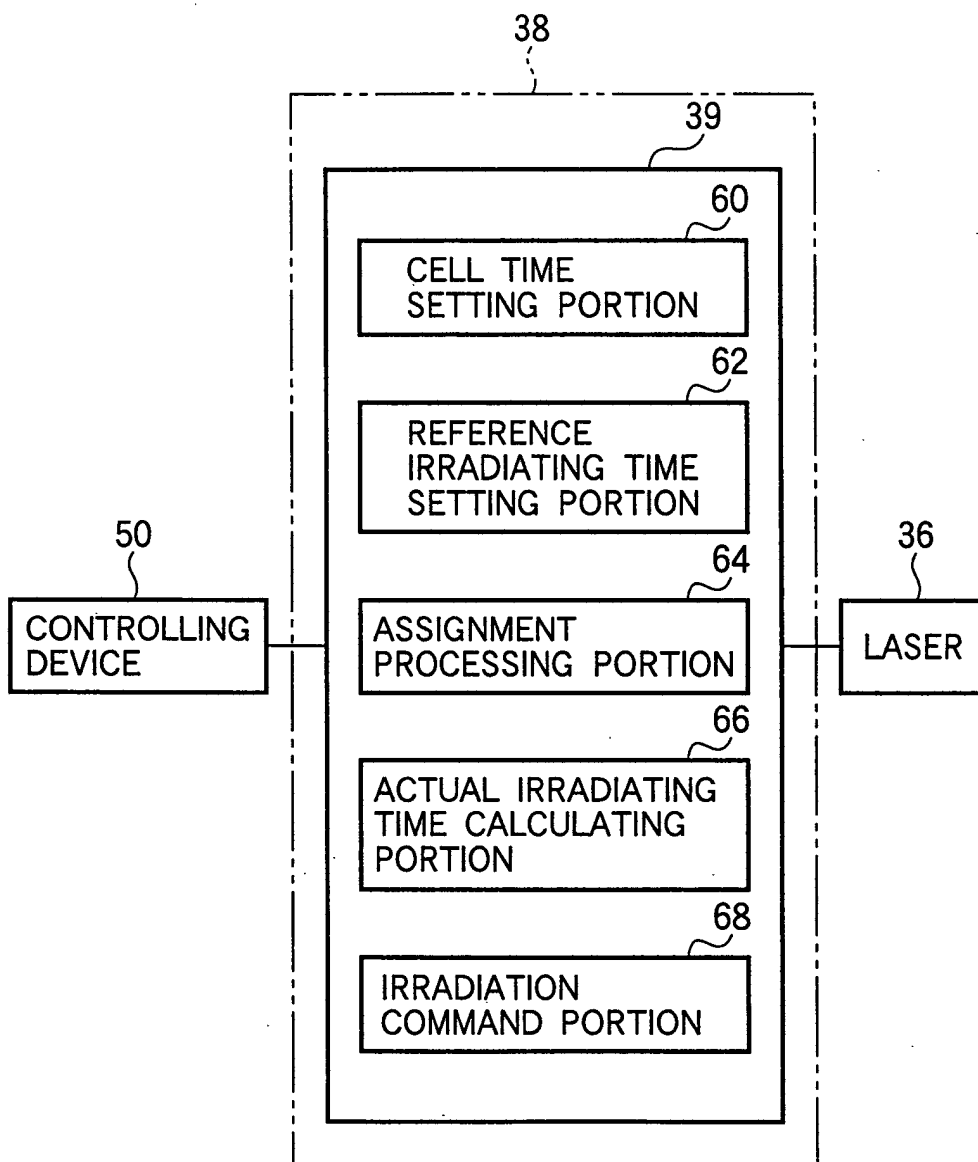 38
39
60
CELL TIME
SETTING PORTION
62
REFERENCE
IRRADIATING TIME
SETTING PORTION
50
CONTROLLING
DEVICE
64
ASSIGNMENT
PROCESSING PORTION
36
LASER
66
ACTUAL IRRADIATING
TIME CALCULATING
PORTION
68
IRRADIATION
COMMAND PORTION